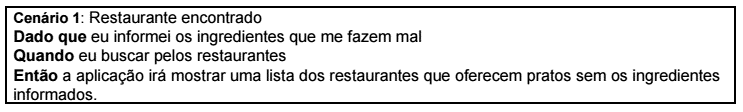 Cenário 1: Restaurante encontrado
Dado que eu informei os ingredientes que me fazem mal
Quando eu buscar pelos restaurantes
Então a aplicação irá mostrar uma lista dos restaurantes que oferecem pratos sem os ingredientes
informados.